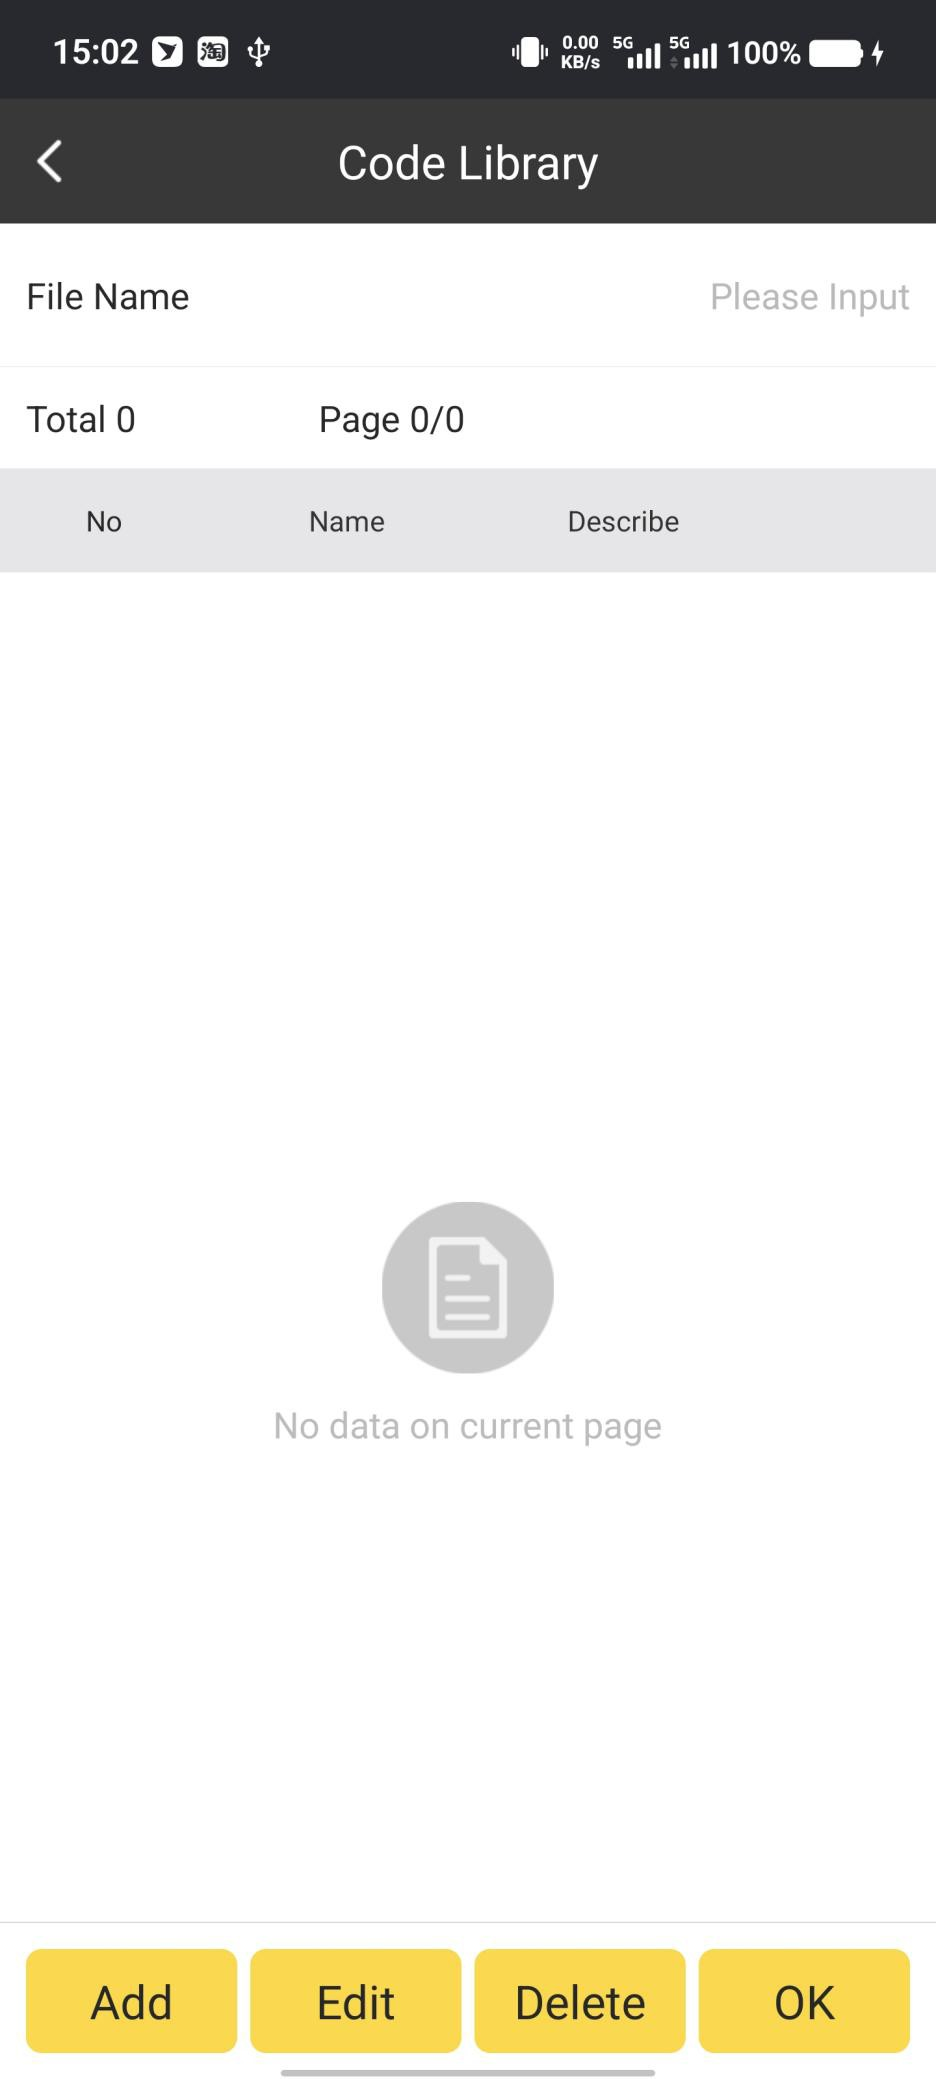 15:02 淘 0.00 KB/s 5G 5G 100%
Code Library
File Name Please Input
Total 0 Page 0/0
No Name Describe
No data on current page
Add Edit Delete OK